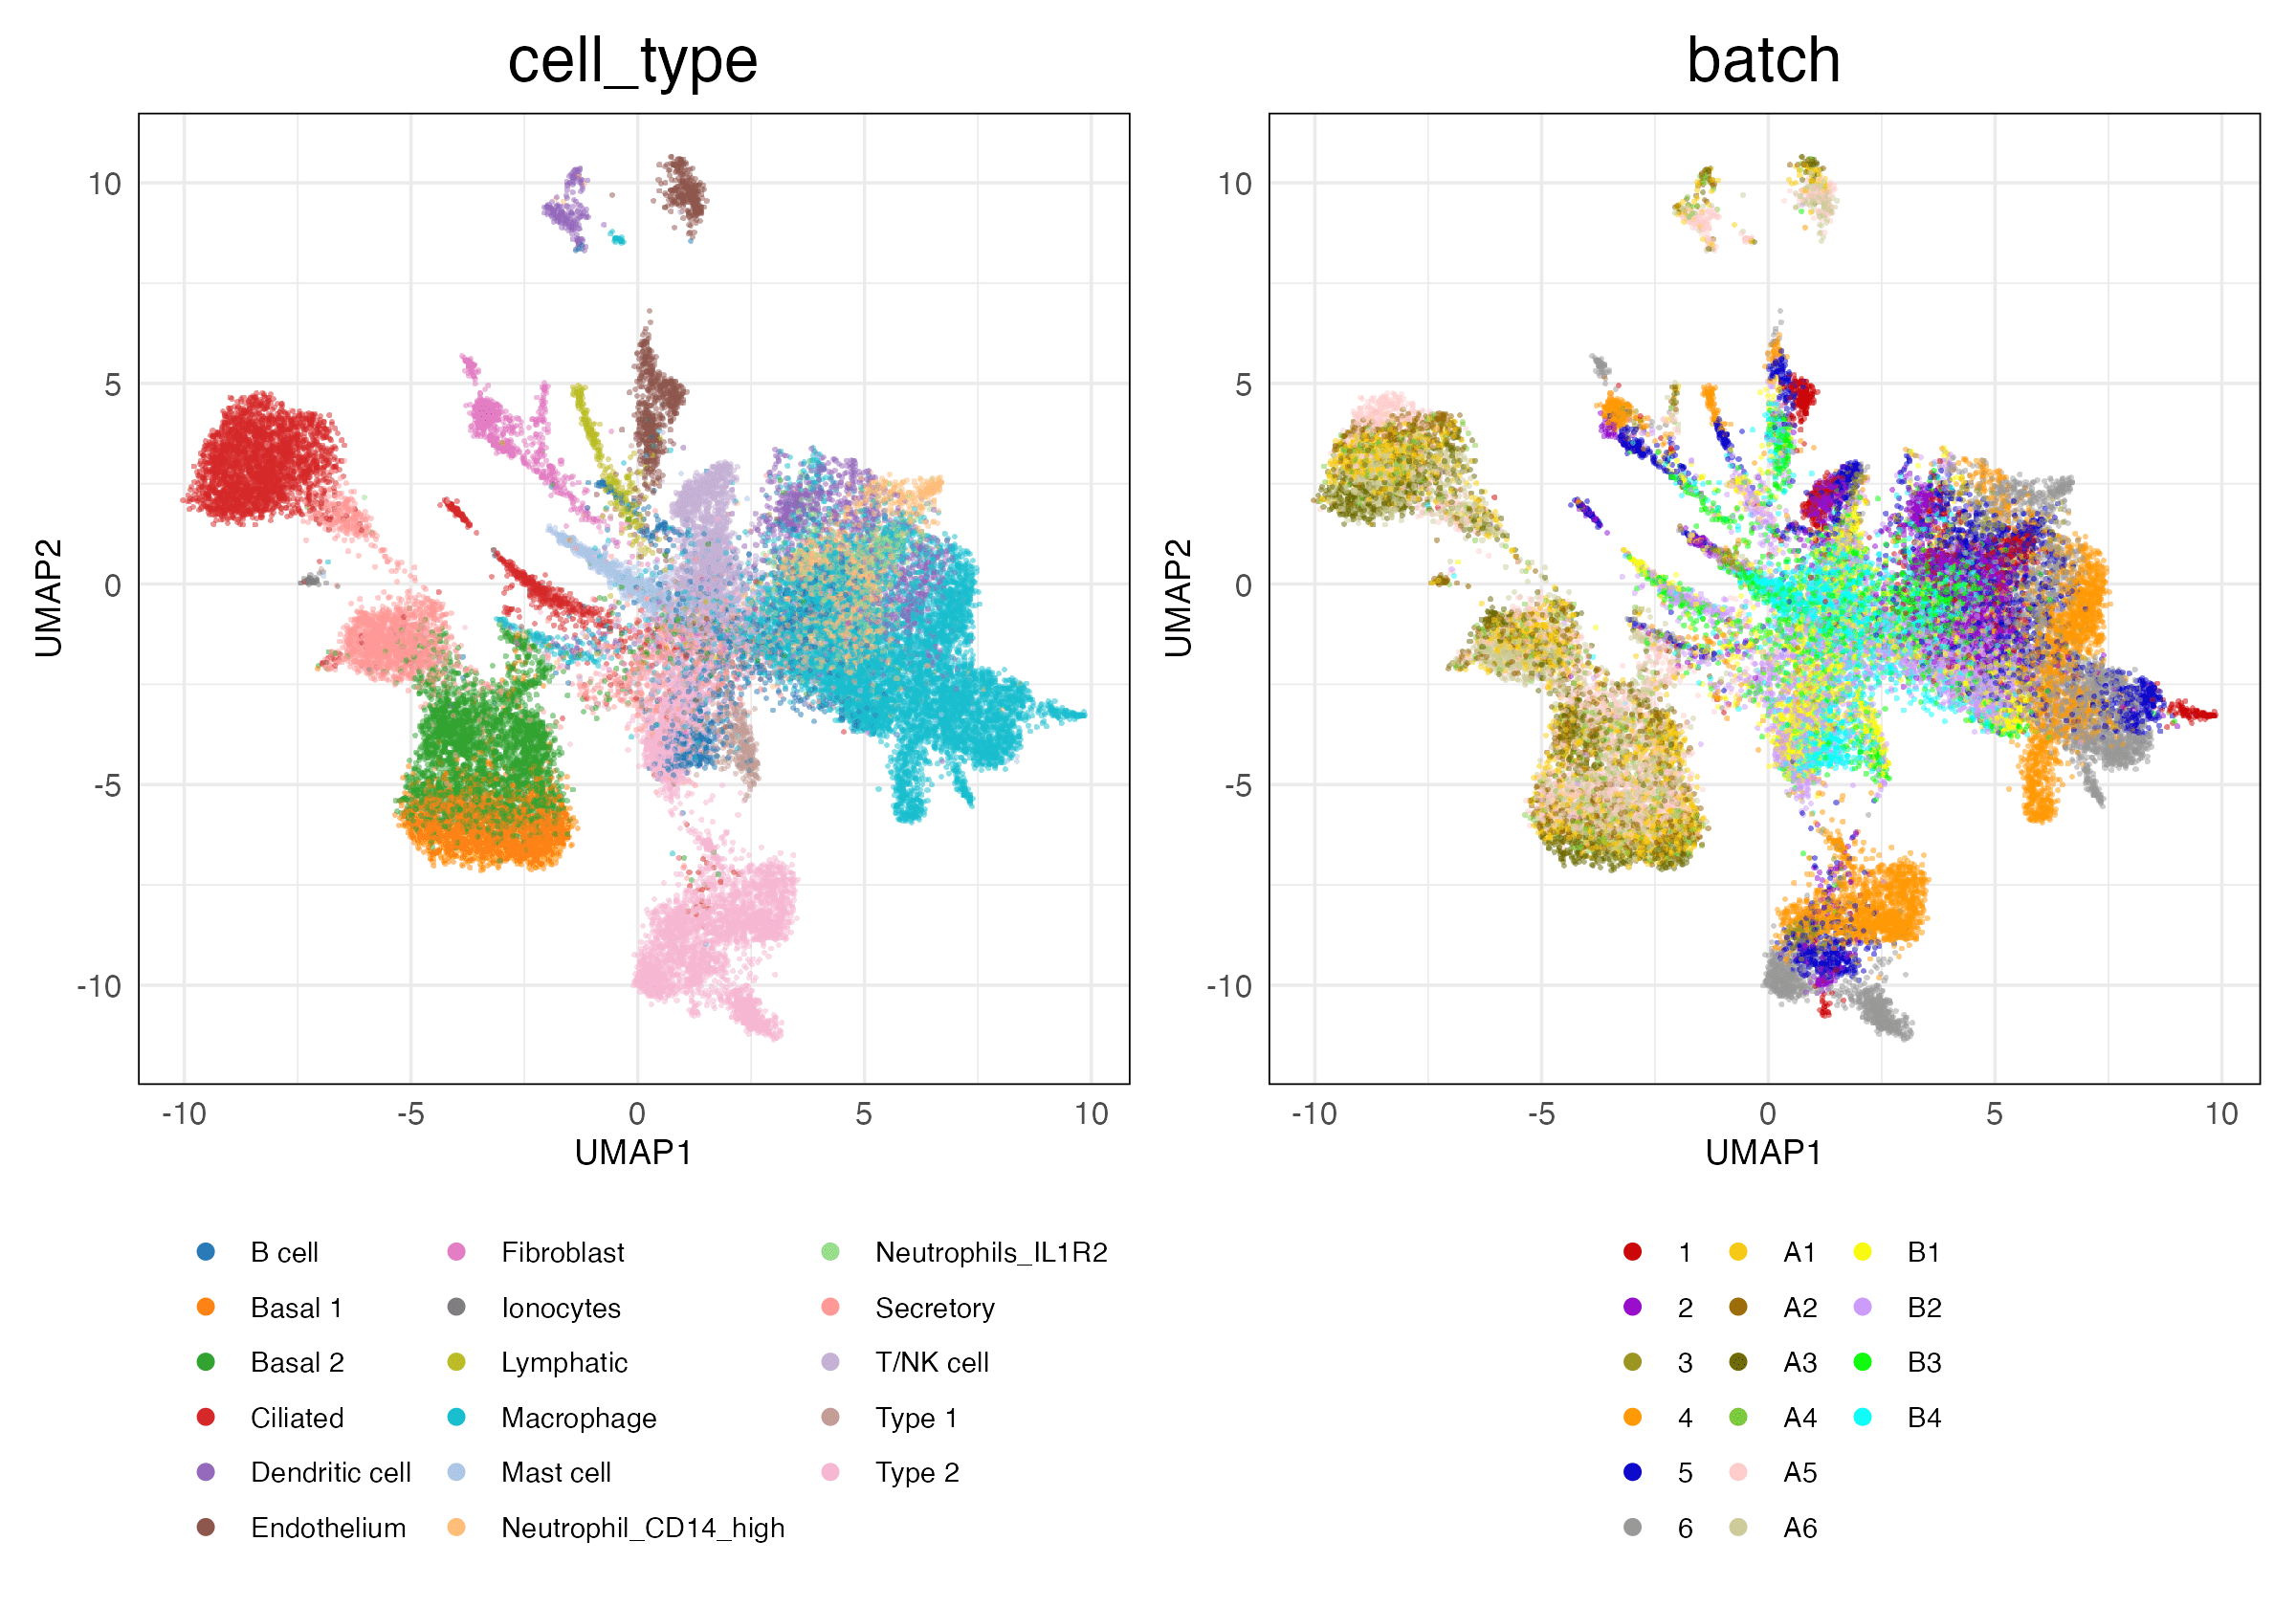 cell_type
batch
10
5
0
-5
-10
UMAP2
-10 -5 0 5 10
UMAP1
10
5
0
-5
-10
UMAP2
-10 -5 0 5 10
UMAP1
B cell Fibroblast Neutrophils_IL1R2
Basal 1 Ionocytes Secretory
Basal 2 Lymphatic T/NK cell
Ciliated Macrophage Type 1
Dendritic cell Mast cell Type 2
Endothelium Neutrophil_CD14_high
1 A1 B1
2 A2 B2
3 A3 B3
4 A4 B4
5 A5
6 A6